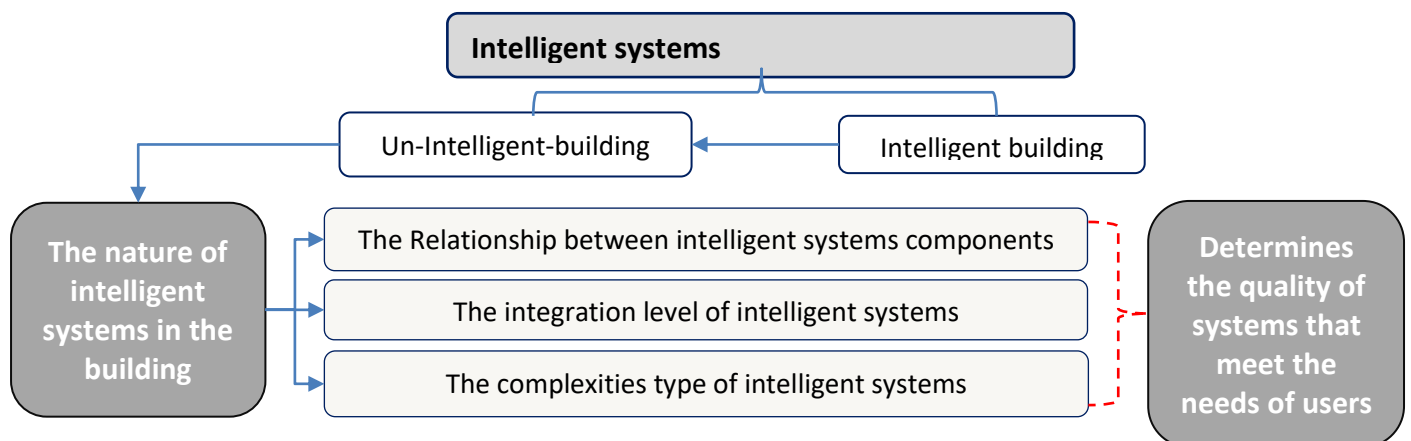 Intelligent systems
Un-Intelligent-building
Intelligent building
The nature of
intelligent
systems in the
building
The Relationship between intelligent systems components
The integration level of intelligent systems
The complexities type of intelligent systems
Determines
the quality of
systems that
meet the
needs of users